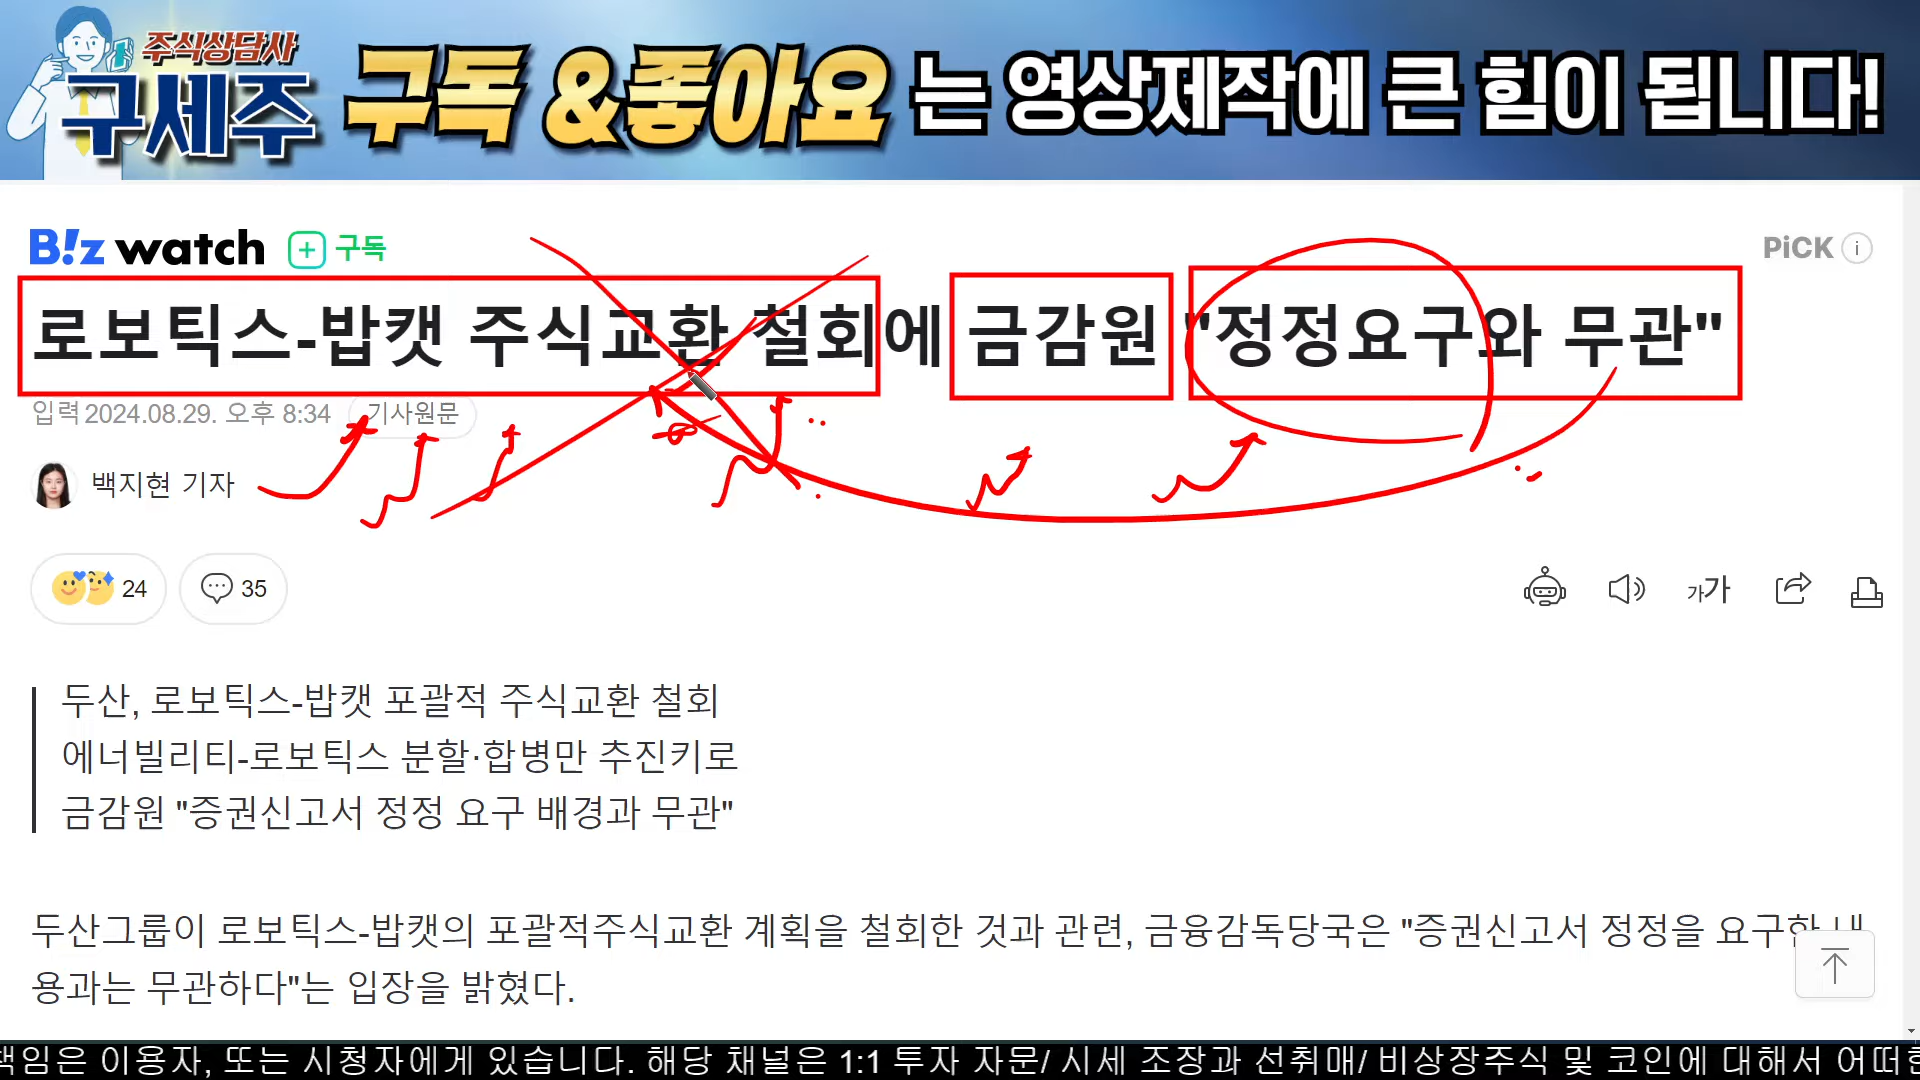 주식상담사
구세주
구독 &좋아요 는 영상제작에 큰 힘이 됩니다!
B!z watch
구독
PiCK
로보틱스-밥캣 주식교환 철회에 금감원 "정정요구와 무관"
입력 2024.08.29. 오후 8:34
기사원문
백지현 기자
24
35
가가
두산, 로보틱스-밥캣 포괄적 주식교환 철회
에너빌리티-로보틱스 분할·합병만 추진키로
금감원 "증권신고서 정정 요구 배경과 무관"
두산그룹이 로보틱스-밥캣의 포괄적주식교환 계획을 철회한 것과 관련, 금융감독당국은 "증권신고서 정정을 요구한 내
용과는 무관하다"는 입장을 밝혔다.
책임은 이용자, 또는 시청자에게 있습니다. 해당 채널은 1:1 투자 자문/ 시세 조장과 선취매/ 비상장주식 및 코인에 대해서 어떠한